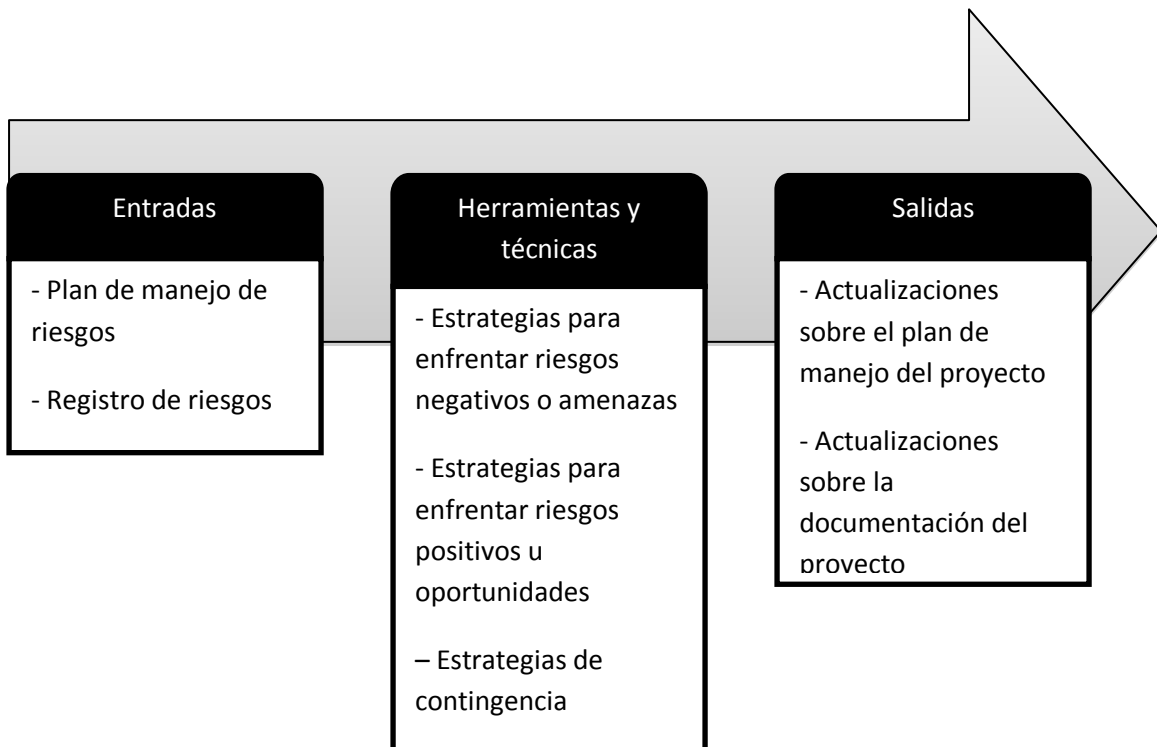 Entradas
- Plan de manejo de
riesgos
- Registro de riesgos
Herramientas y
técnicas
- Estrategias para
enfrentar riesgos
negativos o amenazas
- Estrategias para
enfrentar riesgos
positivos u
oportunidades
– Estrategias de
contingencia
Salidas
- Actualizaciones
sobre el plan de
manejo del proyecto
- Actualizaciones
sobre la
documentación del
proyecto